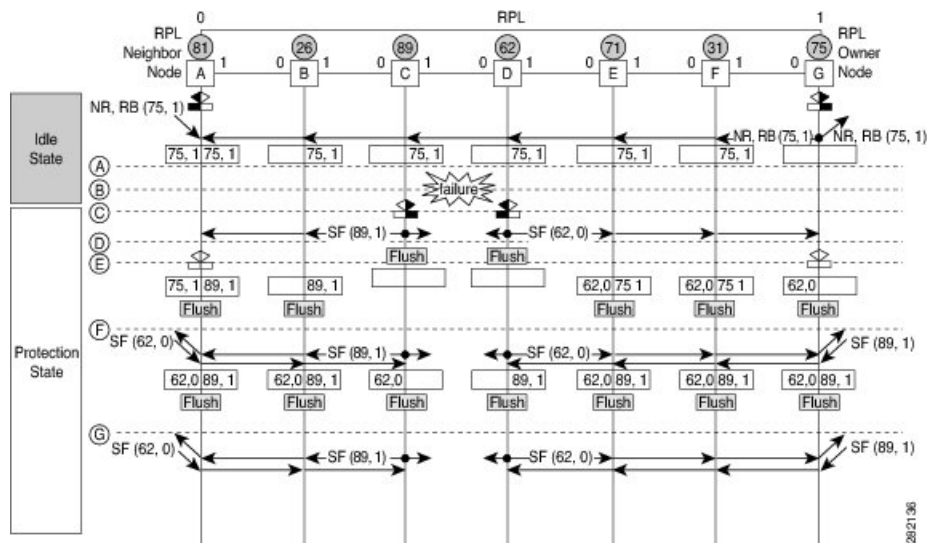 0 RPL 1
RPL Neighbor Node
81 26 89 62 71 31 75
RPL Owner Node
A 1 0 B 1 0 C 1 0 D 1 0 E 1 0 F 1 0 G
Idle State
NR, RB (75, 1)
NR, RB (75, 1) NR, RB (75, 1)
75, 1 75, 1 75, 1 75, 1 75, 1 75, 1 75, 1
A
B
failure
C
Protection State
SF (89, 1) SF (62, 0)
D
Flush Flush
E
75, 1 89, 1 89, 1 62,0 75 1 62,0 75 1 62,0
Flush Flush Flush Flush Flush
F
SF (62, 0) SF (89, 1) SF (62, 0) SF (89, 1)
62,0 89, 1 62,0 89, 1 62,0 89, 1 62,0 89, 1 62,0 89, 1 62,0 89, 1
Flush Flush Flush Flush Flush Flush Flush
G
SF (62, 0) SF (89, 1) SF (62, 0) SF (89, 1)
282136